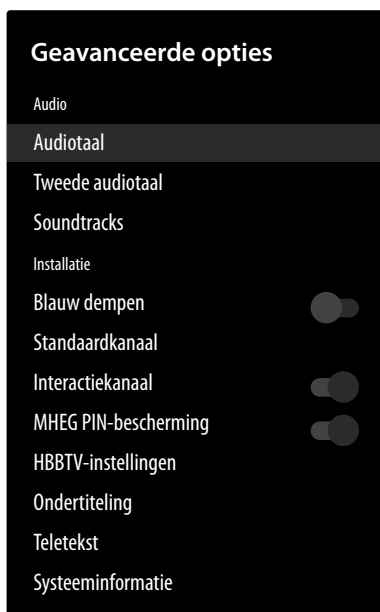 Geavanceerde opties
Audio
Audiotaal
Tweede audiotaal
Soundtracks
Installatie
Blauw dempen
Standaardkanaal
Interactiekanaal
MHEG PIN-bescherming
HBBTV-instellingen
Ondertiteling
Teletekst
Systeeminformatie